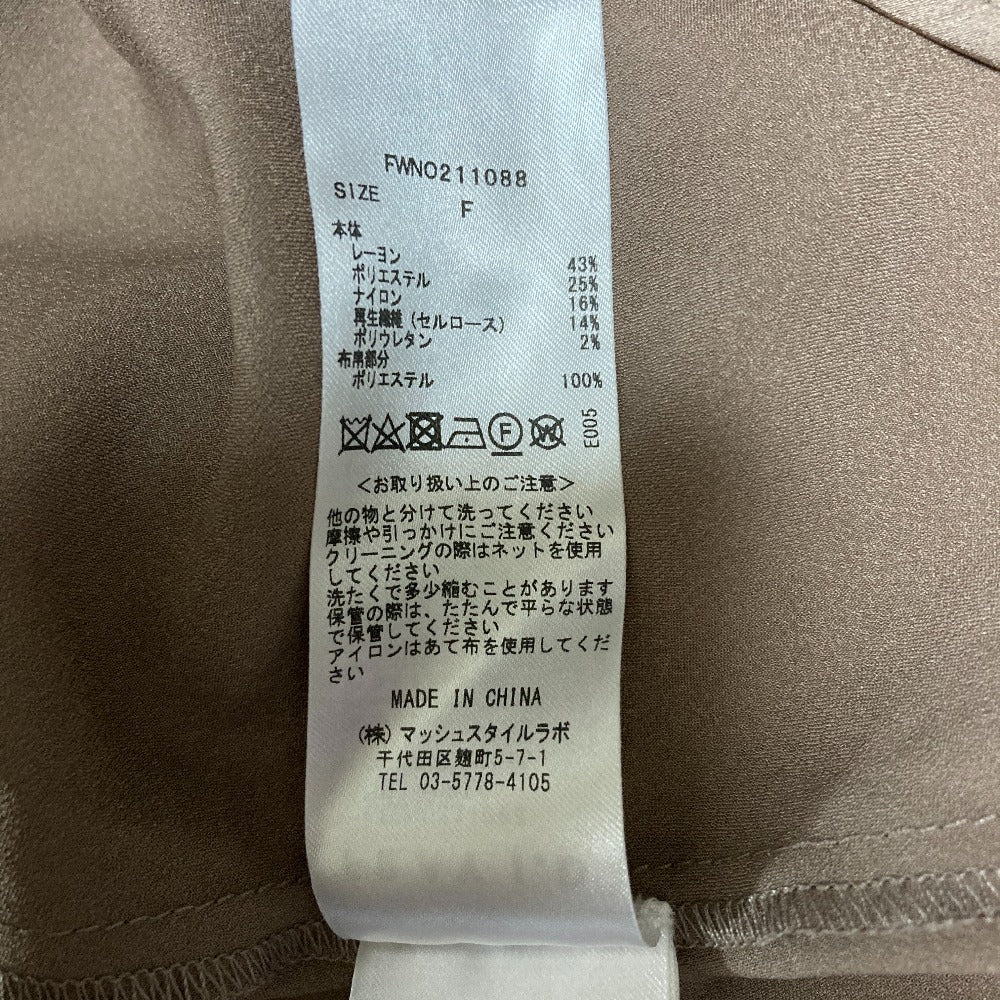 FWNO211088
SIZE
F
本体
レーヨン 43%
ポリエステル 25%
ナイロン 16%
再生繊維(セルロース) 14%
ポリウレタン 2%
布帛部分
ポリエステル 100%
F W E005
<お取り扱い上のご注意>
他の物と分けて洗ってください
摩擦や引っかけにご注意ください
クリーニングの際はネットを使用
してください
洗たくで多少縮むことがあります
保管の際は、たたんで平らな状態
で保管してください
アイロンはあて布を使用してくだ
さい
MADE IN CHINA
(株)マッシュスタイルラボ
千代田区麹町5-7-1
TEL 03-5778-4105